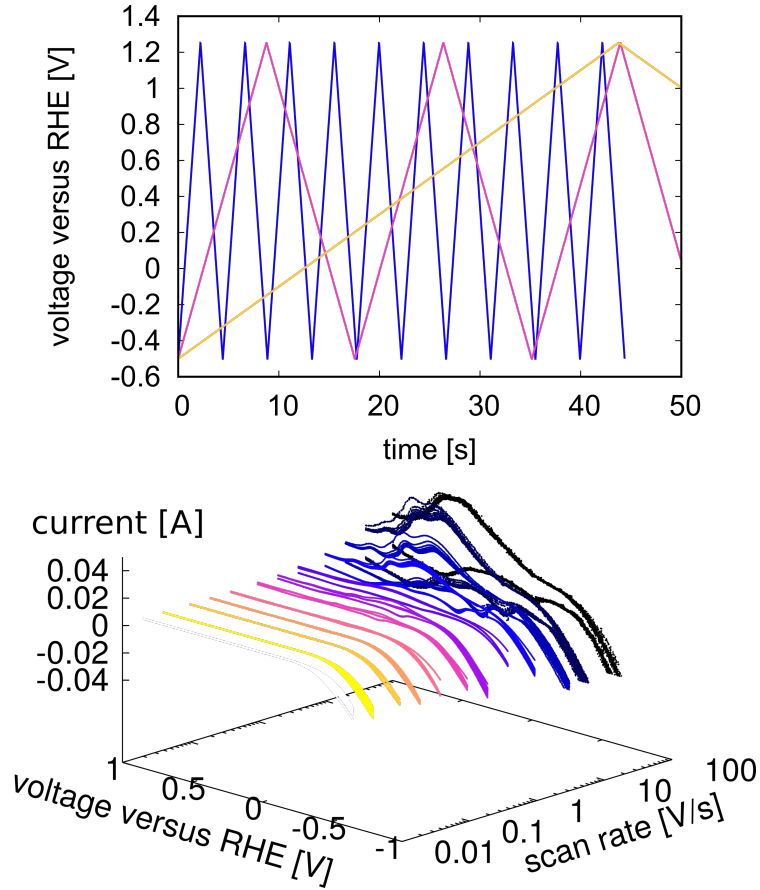 1.4
1.2
1
0.8
0.6
0.4
0.2
0
-0.2
-0.4
-0.6
voltage versus RHE [V]
0 10 20 30 40 50
time [s]
current [A]
0.04
0.02
0
-0.02
-0.04
1 0.5 0 -0.5 -1
voltage versus RHE [V]
0.01 0.1 1 10 100
scan rate [V/s]